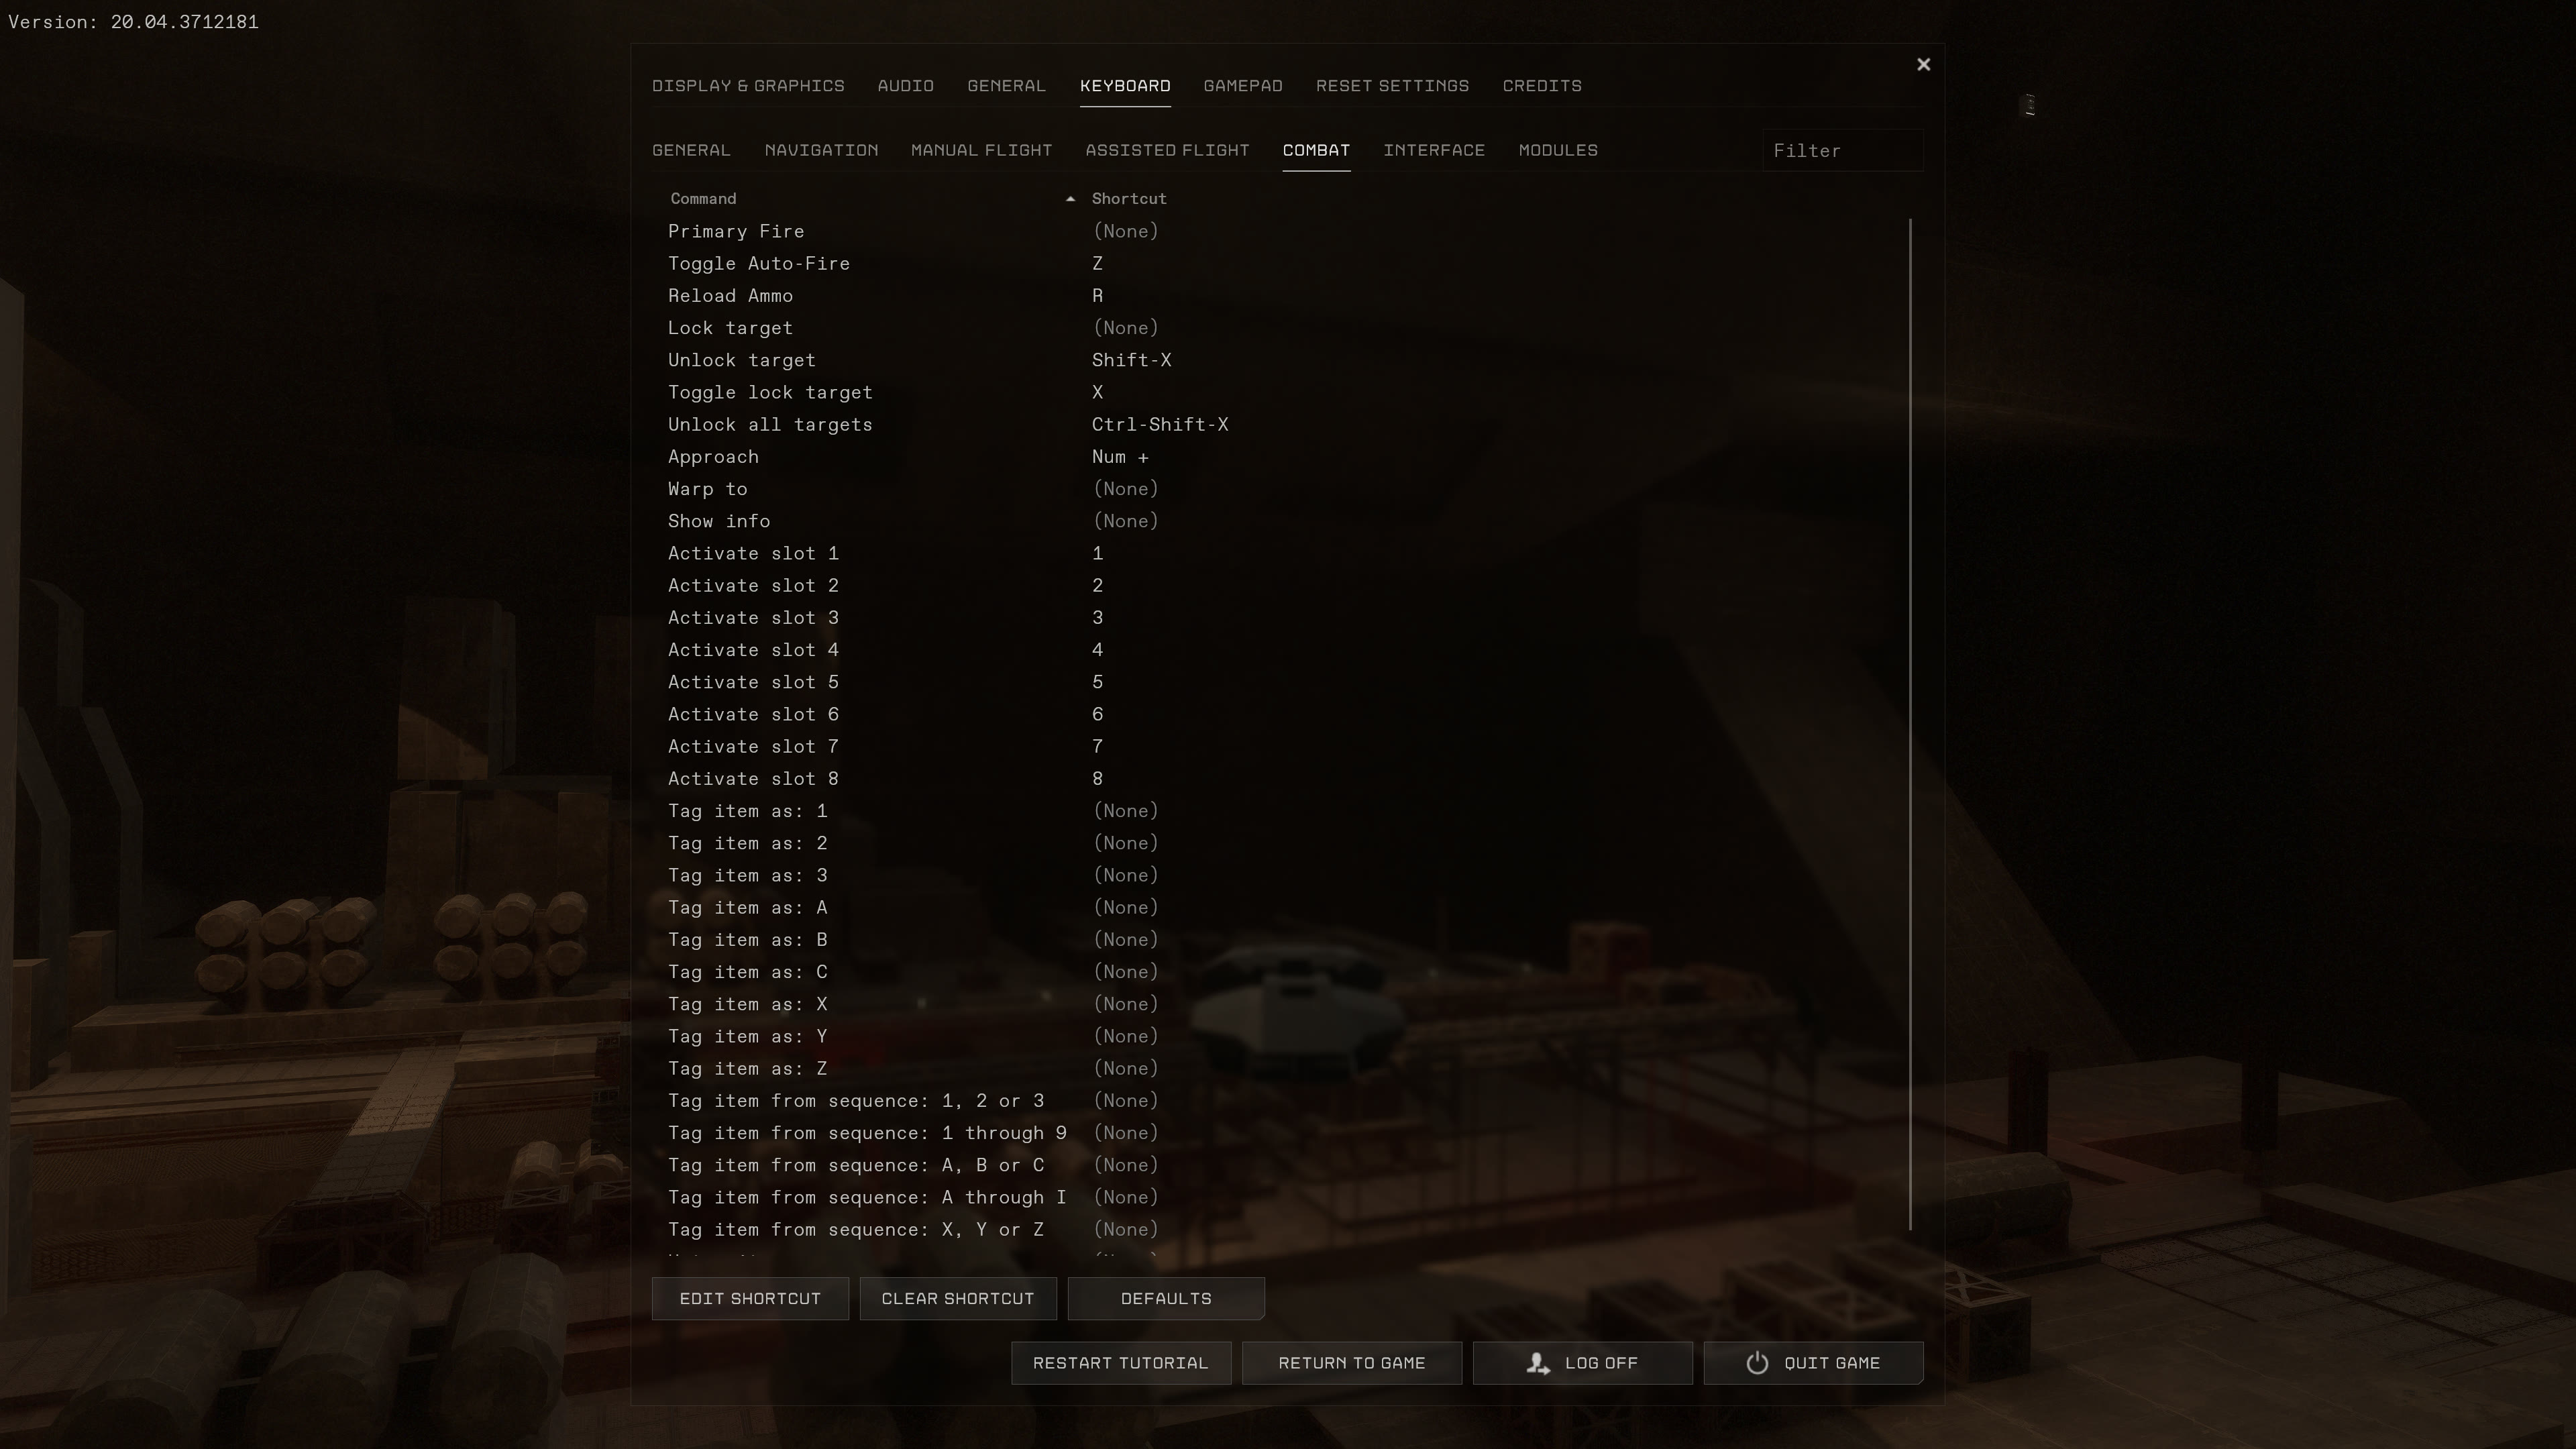 Version: 20.04.3712181
DISPLAY & GRAPHICS AUDIO GENERAL KEYBOARD GAMEPAD RESET SETTINGS CREDITS
GENERAL NAVIGATION MANUAL FLIGHT ASSISTED FLIGHT COMBAT INTERFACE MODULES Filter
Command Shortcut
Primary Fire (None)
Toggle Auto-Fire Z
Reload Ammo R
Lock target (None)
Unlock target Shift-X
Toggle lock target X
Unlock all targets Ctrl-Shift-X
Approach Num +
Warp to (None)
Show info (None)
Activate slot 1 1
Activate slot 2 2
Activate slot 3 3
Activate slot 4 4
Activate slot 5 5
Activate slot 6 6
Activate slot 7 7
Activate slot 8 8
Tag item as: 1 (None)
Tag item as: 2 (None)
Tag item as: 3 (None)
Tag item as: A (None)
Tag item as: B (None)
Tag item as: C (None)
Tag item as: X (None)
Tag item as: Y (None)
Tag item as: Z (None)
Tag item from sequence: 1, 2 or 3 (None)
Tag item from sequence: 1 through 9 (None)
Tag item from sequence: A, B or C (None)
Tag item from sequence: A through I (None)
Tag item from sequence: X, Y or Z (None)
EDIT SHORTCUT CLEAR SHORTCUT DEFAULTS
RESTART TUTORIAL RETURN TO GAME LOG OFF QUIT GAME